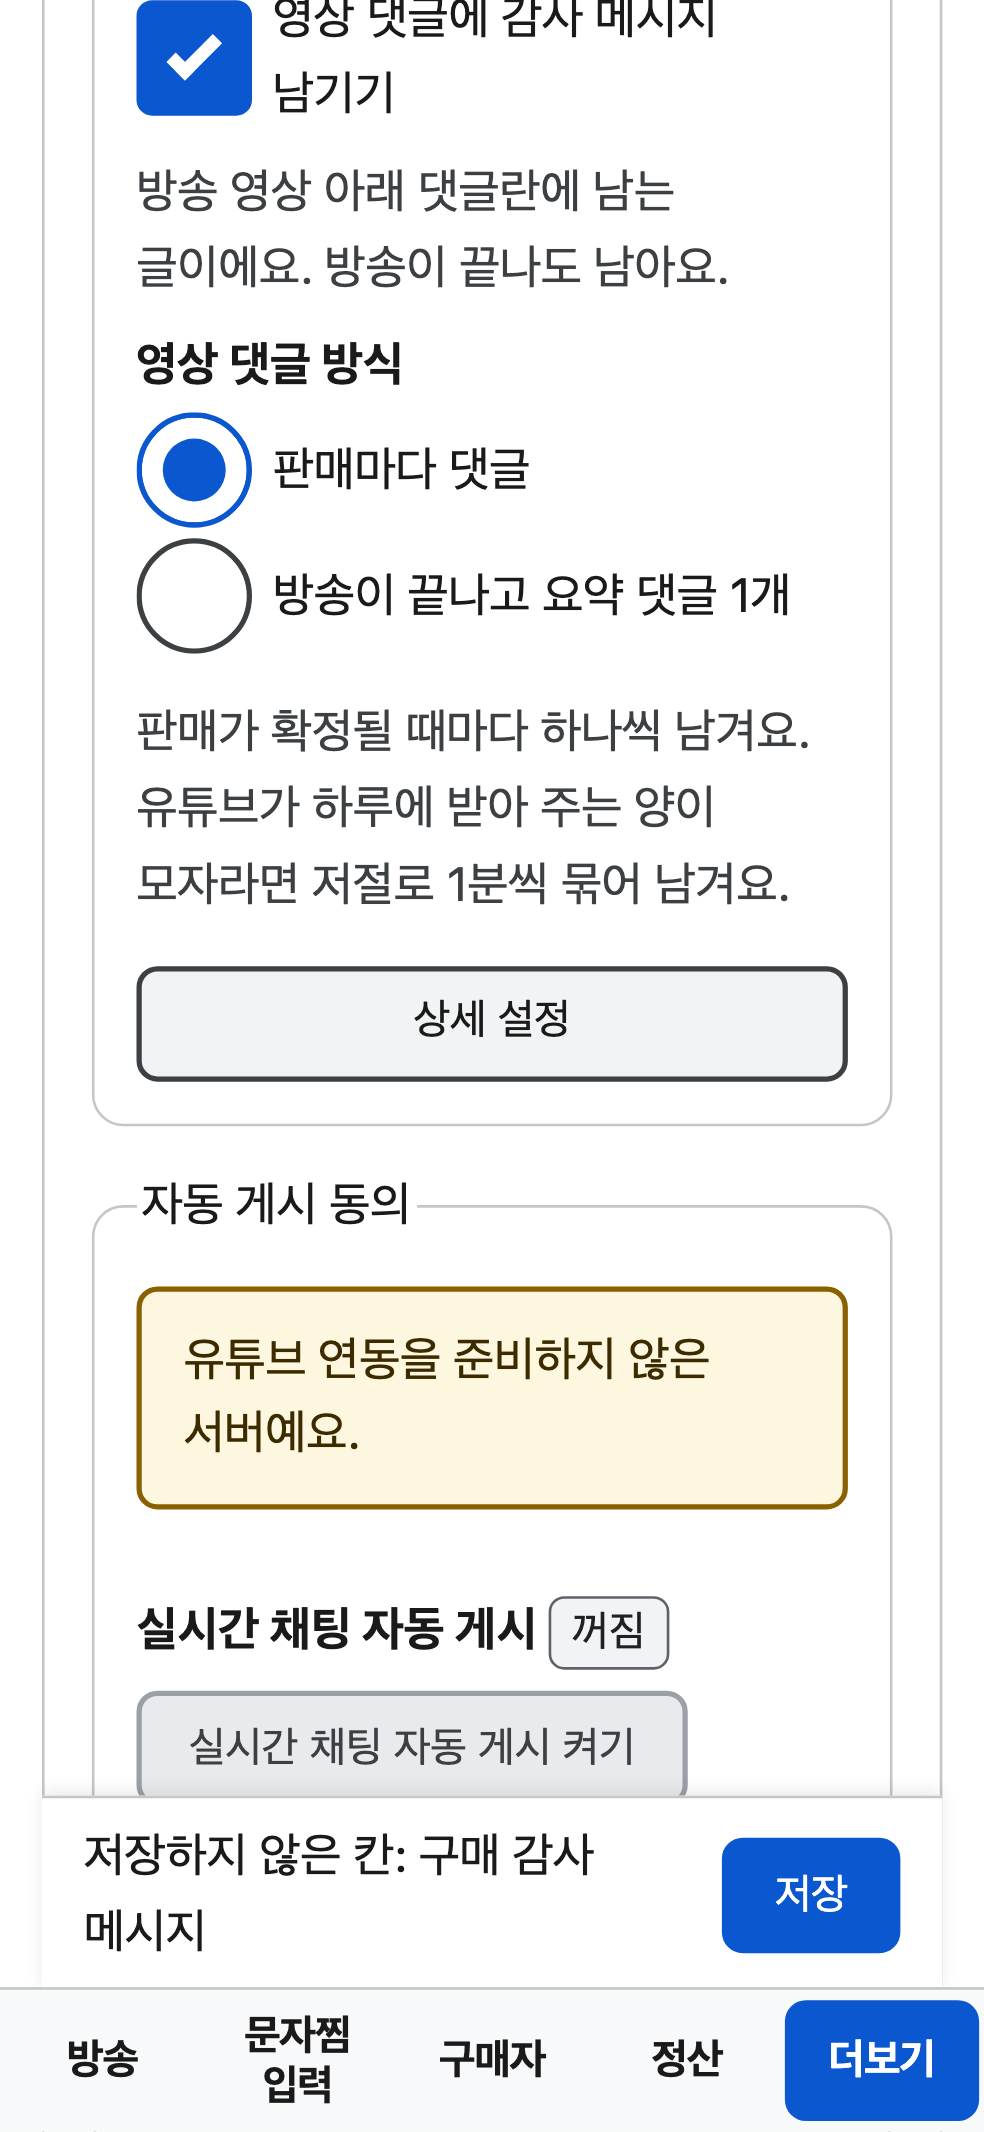 영상 댓글에 감사 메시지
남기기
방송 영상 아래 댓글란에 남는
글이에요. 방송이 끝나도 남아요.
영상 댓글 방식
판매마다 댓글
방송이 끝나고 요약 댓글 1개
판매가 확정될 때마다 하나씩 남겨요.
유튜브가 하루에 받아 주는 양이
모자라면 저절로 1분씩 묶어 남겨요.
상세 설정
자동 게시 동의
유튜브 연동을 준비하지 않은
서버예요.
실시간 채팅 자동 게시 꺼짐
실시간 채팅 자동 게시 켜기
저장하지 않은 칸: 구매 감사
메시지
저장
방송
문자찜
입력
구매자
정산
더보기